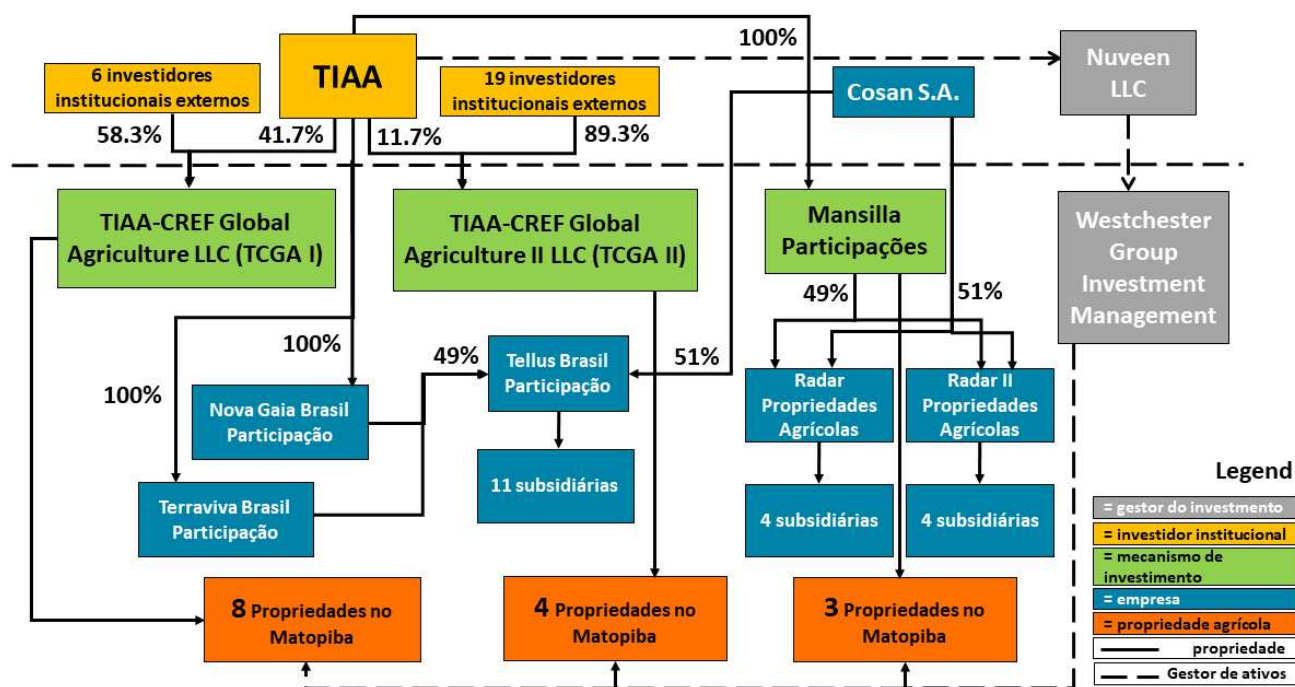 100%
6 investidores
institucionais externos
TIAA
19 investidores
institucionais externos
Cosan S.A.
Nuveen
LLC
58.3%
41.7%
11.7%
89.3%
TIAA-CREF Global
Agriculture LLC (TCGA I)
TIAA-CREF Global
Agriculture II LLC (TCGA II)
Mansilla
Participações
Westchester
Group
Investment
Management
49%
51%
100%
100%
49%
51%
Nova Gaia Brasil
Participação
Tellus Brasil
Participação
Radar
Propriedades
Agrícolas
Radar II
Propriedades
Agrícolas
Terraviva Brasil
Participação
11 subsidiárias
4 subsidiárias
4 subsidiárias
8 Propriedades no
Matopiba
4 Propriedades no
Matopiba
3 Propriedades no
Matopiba
Legend
= gestor do investmento
= investidor institucional
= mecanismo de
investimento
= empresa
= propriedade agrícola
propriedade
Gestor de ativos